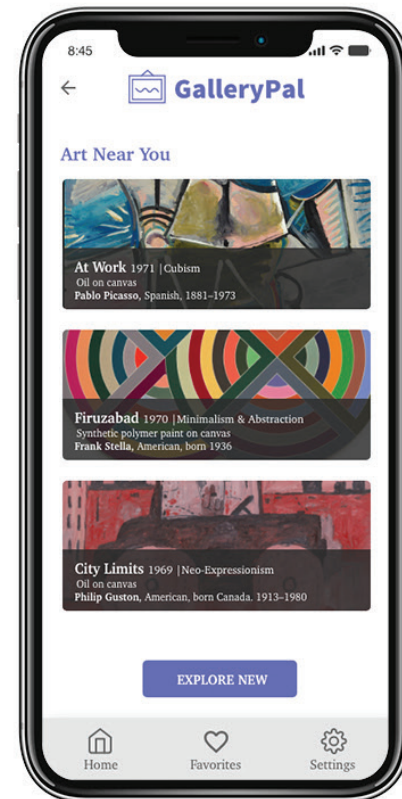 8:45
GalleryPal
Art Near You
At Work 1971 |Cubism
Oil on canvas
Pablo Picasso, Spanish, 1881–1973
Firuzabad 1970 |Minimalism & Abstraction
Synthetic polymer paint on canvas
Frank Stella, American, born 1936
City Limits 1969 |Neo-Expressionism
Oil on canvas
Philip Guston, American, born Canada. 1913–1980
EXPLORE NEW
Home Favorites Settings